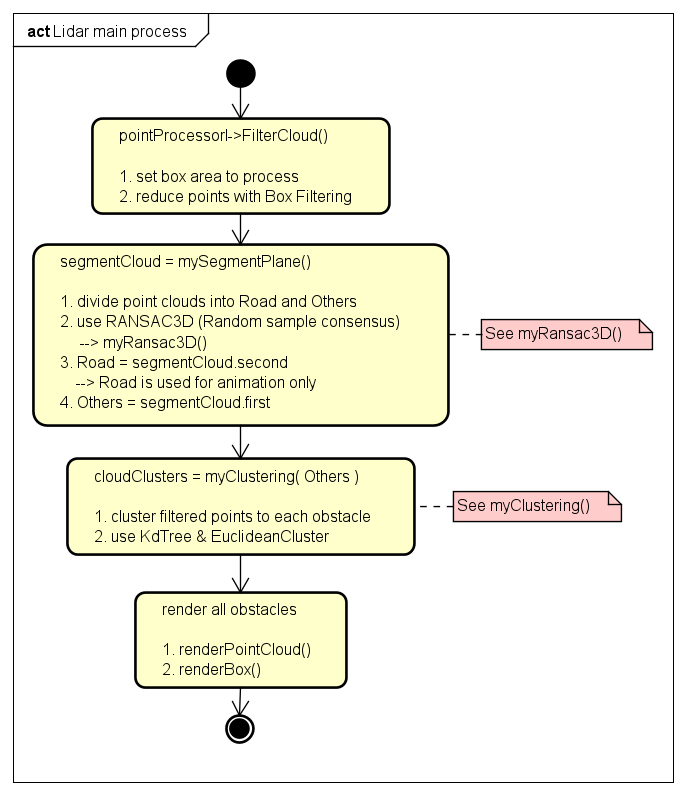 act Lidar main process
pointProcessorI->FilterCloud()
1. set box area to process
2. reduce points with Box Filtering
segmentCloud = mySegmentPlane()
1. divide point clouds into Road and Others
2. use RANSAC3D (Random sample consensus)
--> myRansac3D()
3. Road = segmentCloud.second
--> Road is used for animation only
4. Others = segmentCloud.first
See myRansac3D()
cloudClusters = myClustering( Others )
1. cluster filtered points to each obstacle
2. use KdTree & EuclideanCluster
See myClustering()
render all obstacles
1. renderPointCloud()
2. renderBox()